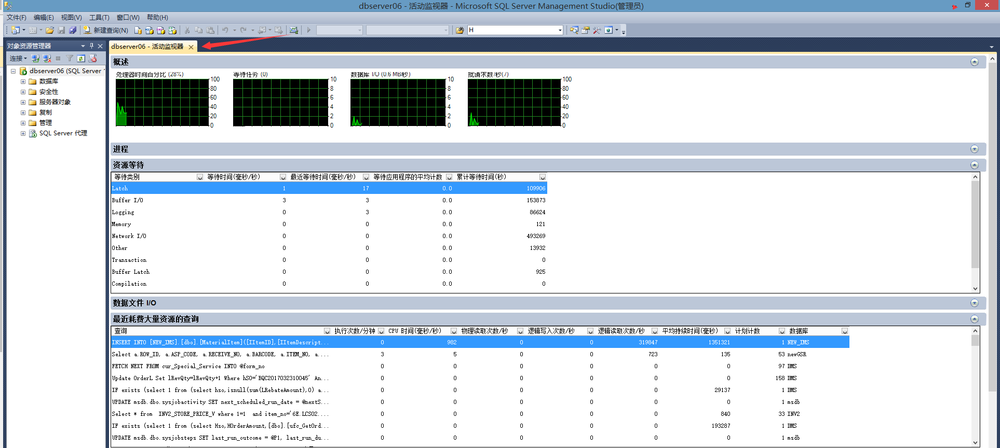 dbserver06 - 活动监视器 - Microsoft SQL Server Management Studio(管理员)
文件(F) 编辑(E) 视图(V) 工具(T) 窗口(W) 帮助(H)
新建查询(N) H
对象资源管理器
连接
dbserver06 (SQL Server
数据库
安全性
服务器对象
复制
管理
SQL Server 代理
dbserver06 - 活动监视器
概述
处理器时间百分比 (28%) 等待任务 (0) 数据库 I/O (0.6 MB/秒) 批请求数/秒(7)
100 10 10 100
80 8 8 80
60 6 6 60
40 4 4 40
20 2 2 20
0 0 0 0
进程
资源等待
等待类别 等待时间(毫秒/秒) 最近等待时间(毫秒/秒) 等待应用程序的平均计数 累计等待时间(秒)
Latch 1 17 0.0 109906
Buffer I/O 3 3 0.0 153873
Logging 0 3 0.0 86624
Memory 0 0 0.0 121
Network I/O 0 0 0.0 493269
Other 0 0 0.0 13932
Transaction 0 0 0.0 0
Buffer Latch 0 0 0.0 925
Compilation 0 0 0.0 0
数据文件 I/O
最近耗费大量资源的查询
查询 执行次数/分钟 CPU 时间(毫秒/秒) 物理读取次数/秒 逻辑写入次数/秒 逻辑读取次数/秒 平均持续时间(毫秒) 计划计数 数据库
INSERT INTO [NEW_IMS].[dbo].[MaterialItem]([IItemID],[IItemDescript... 0 982 0 0 319847 1351321 1 NEW_IMS
Select a.ROW_ID, a.ASP_CODE, a.RECEIVE_NO, a.BARCODE, a.ITEM_NO, a.... 3 5 0 0 723 135 53 newGSR
FETCH NEXT FROM cur_Special_Service INTO @form_no 0 0 0 0 0 0 97 DMS
Update OrderL Set lRevQty=lRevQty+1 Where hSO='BQC2017032310045' An... 0 0 0 0 0 0 158 DMS
IF exists (select 1 from (select hso,isnull(sum(LRebateAmount),0) a... 0 0 0 0 0 29137 1 DMS
UPDATE msdb.dbo.sysjobactivity SET next_scheduled_run_date = @nextS... 0 0 0 0 0 0 1 msdb
Select * from INV2_STORE_PRICE_V where 1=1 and item_no='6E.LCS02.... 0 0 0 0 0 840 33 INV2
IF exists (select 1 from (select Hso,HOrderAmount,[dbo].[ufc_GetOrd... 0 0 0 0 0 193287 1 DMS
UPDATE msdb.dbo.sysjobsteps SET last_run_outcome = @P1, last_run_du... 0 0 0 0 0 0 1 msdb